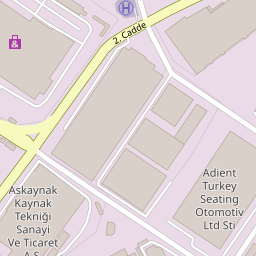 H
2. Cadde
Adient
Turkey
Seating
Otomotiv
Ltd Sti
Askaynak
Kaynak
Tekniği
Sanayi
Ve Ticaret
A.S.